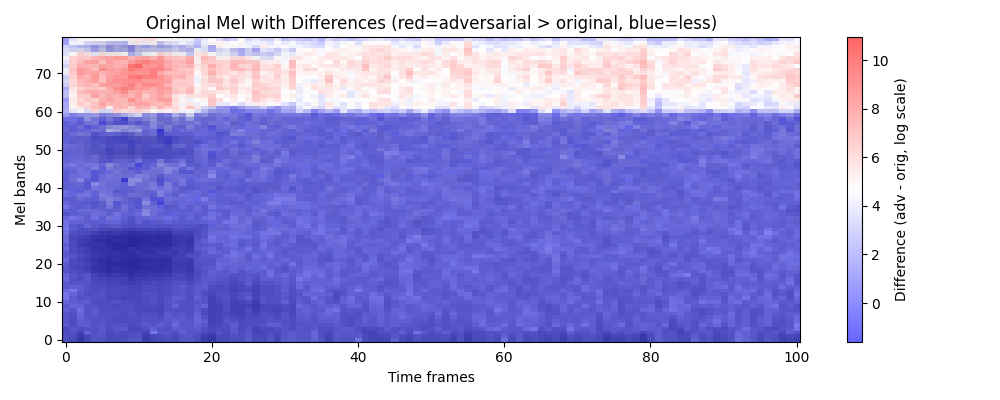 Original Mel with Differences (red=adversarial > original, blue=less)
Mel bands
70
60
50
40
30
20
10
0
0 20 40 60 80 100
Time frames
10
8
6
4
2
0
Difference (adv - orig, log scale)